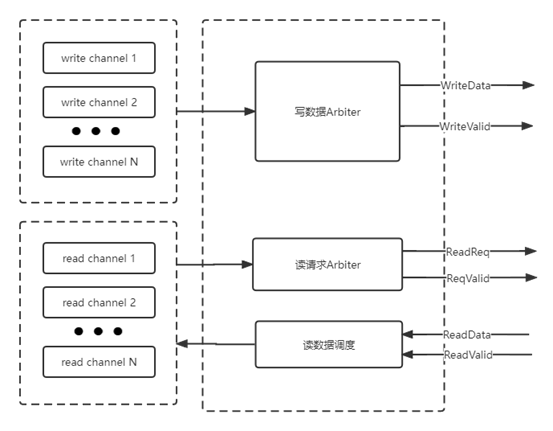 write channel 1
write channel 2
write channel N
写数据Arbiter
WriteData
WriteValid
read channel 1
read channel 2
read channel N
读请求Arbiter
ReadReq
ReqValid
读数据调度
ReadData
ReadValid